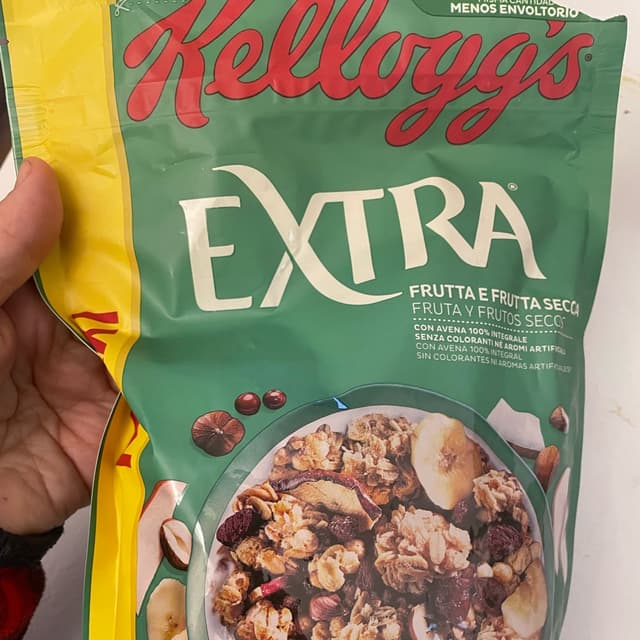 MENOS ENVOLTORIO
Kellogg's
EXTRA®
FRUTTA E FRUTTA SECCA
FRUTA Y FRUTOS SECOS
CON AVENA 100% INTEGRALE
SENZA COLORANTI NE AROMI ARTIFICIALI
CON AVENA 100% INTEGRAL
SIN COLORANTES NI AROMAS ARTIFICIALES